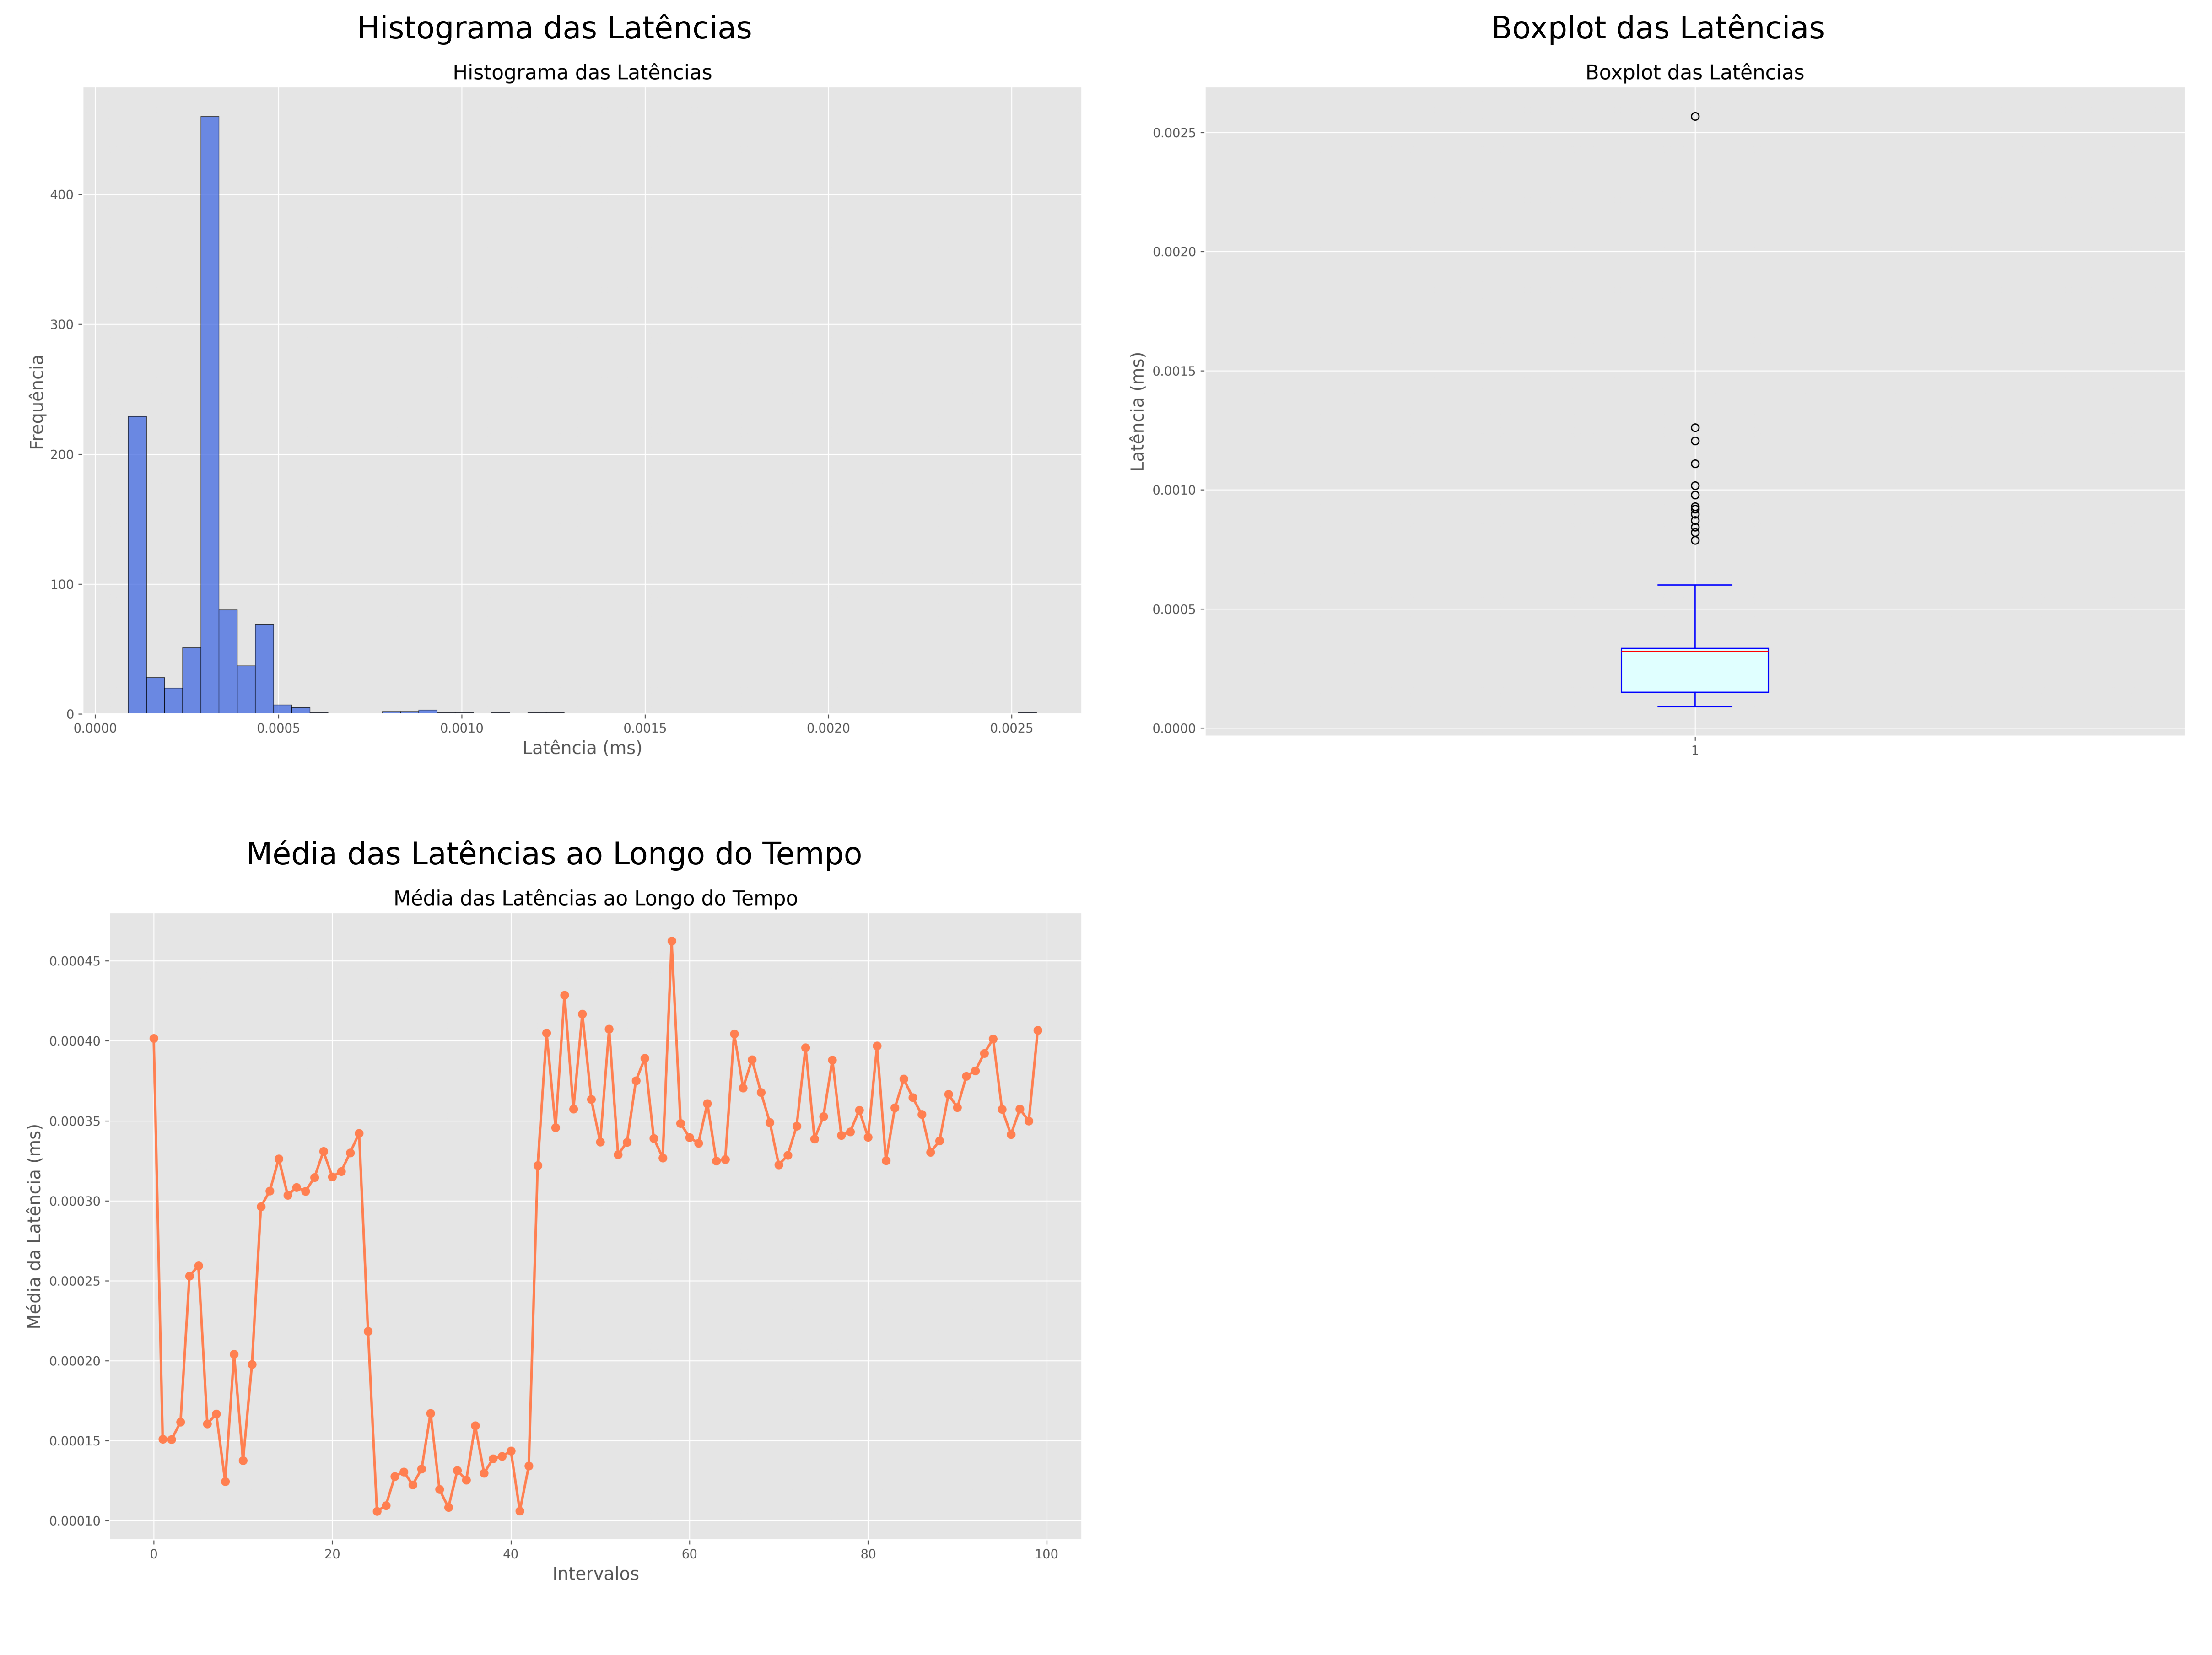 Histograma das Latências
Histograma das Latências
Frequência
400
300
200
100
0
0.0000 0.0005 0.0010 0.0015 0.0020 0.0025
Latência (ms)
Boxplot das Latências
Boxplot das Latências
Latência (ms)
0.0025
0.0020
0.0015
0.0010
0.0005
0.0000
1
Média das Latências ao Longo do Tempo
Média das Latências ao Longo do Tempo
Média da Latência (ms)
0.00045
0.00040
0.00035
0.00030
0.00025
0.00020
0.00015
0.00010
0 20 40 60 80 100
Intervalos